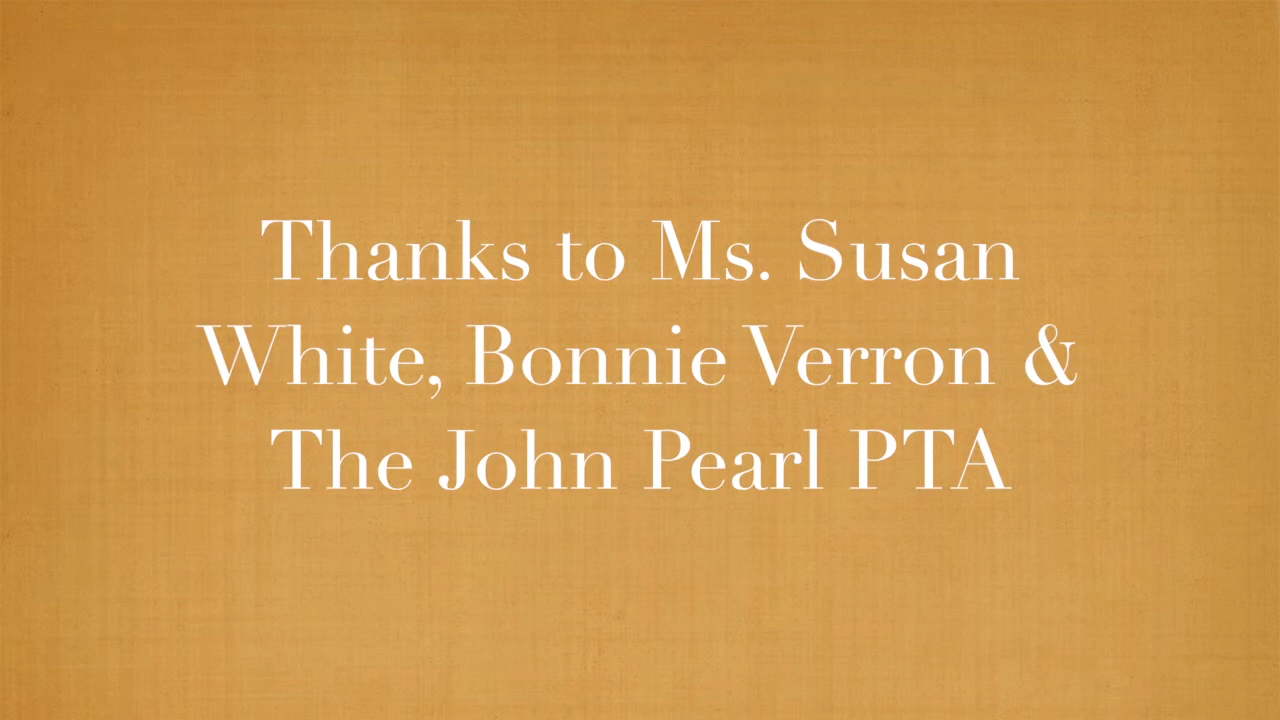 Thanks to Ms. Susan
White, Bonnie Verron &
The John Pearl PTA